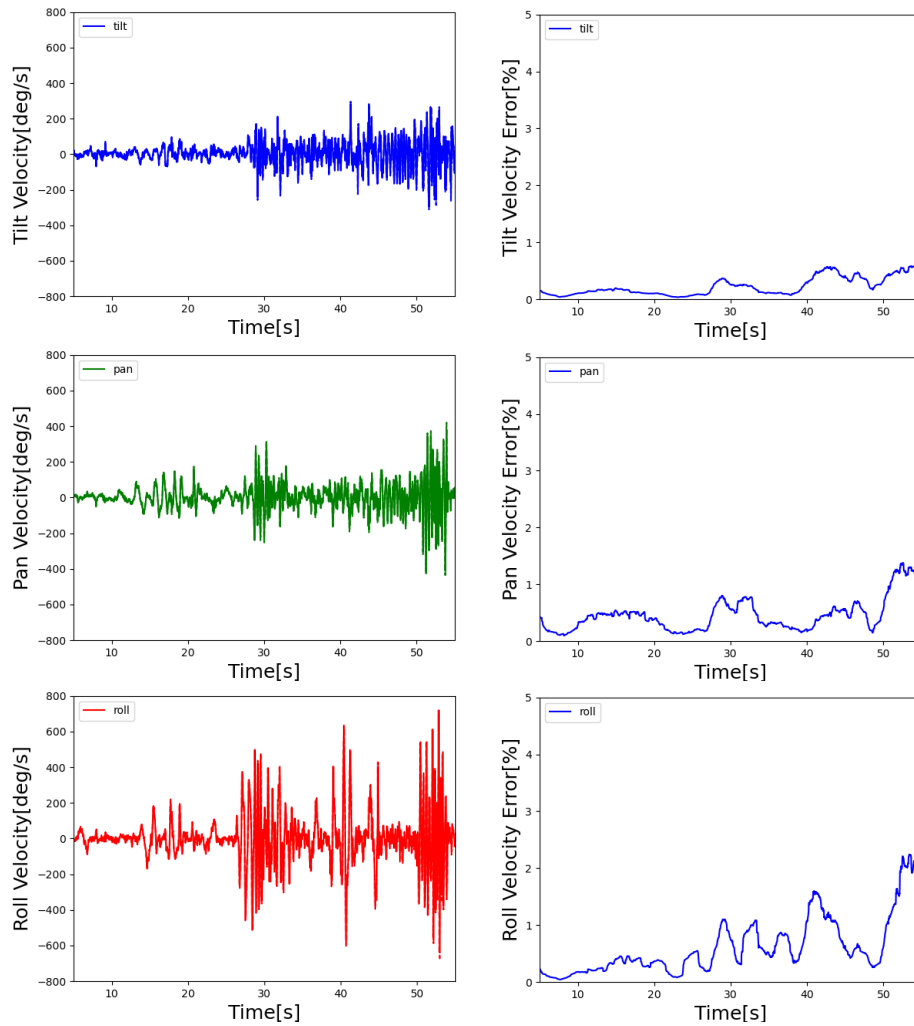 800
600
400
200
0
−200
−400
−600
−800
Tilt Velocity[deg/s]
tilt
10 20 30 40 50
Time[s]
5
4
3
2
1
0
Tilt Velocity Error[%]
tilt
10 20 30 40 50
Time[s]
800
600
400
200
0
−200
−400
−600
−800
Pan Velocity[deg/s]
pan
10 20 30 40 50
Time[s]
5
4
3
2
1
0
Pan Velocity Error[%]
pan
10 20 30 40 50
Time[s]
800
600
400
200
0
−200
−400
−600
−800
Roll Velocity[deg/s]
roll
10 20 30 40 50
Time[s]
5
4
3
2
1
0
Roll Velocity Error[%]
roll
10 20 30 40 50
Time[s]